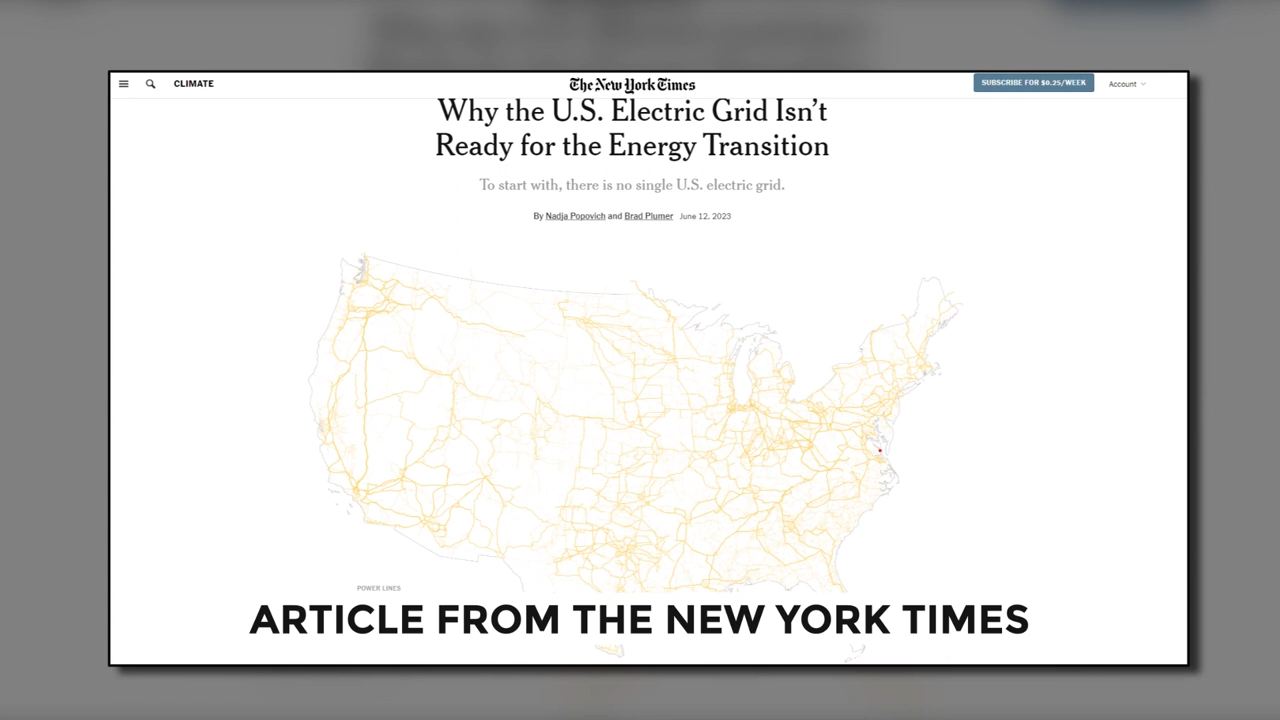 CLIMATE
The New York Times
SUBSCRIBE FOR $0.25/WEEK
Account
Why the U.S. Electric Grid Isn't
Ready for the Energy Transition
To start with, there is no single U.S. electric grid.
By Nadja Popovich and Brad Plumer June 12, 2023
POWER LINES
ARTICLE FROM THE NEW YORK TIMES